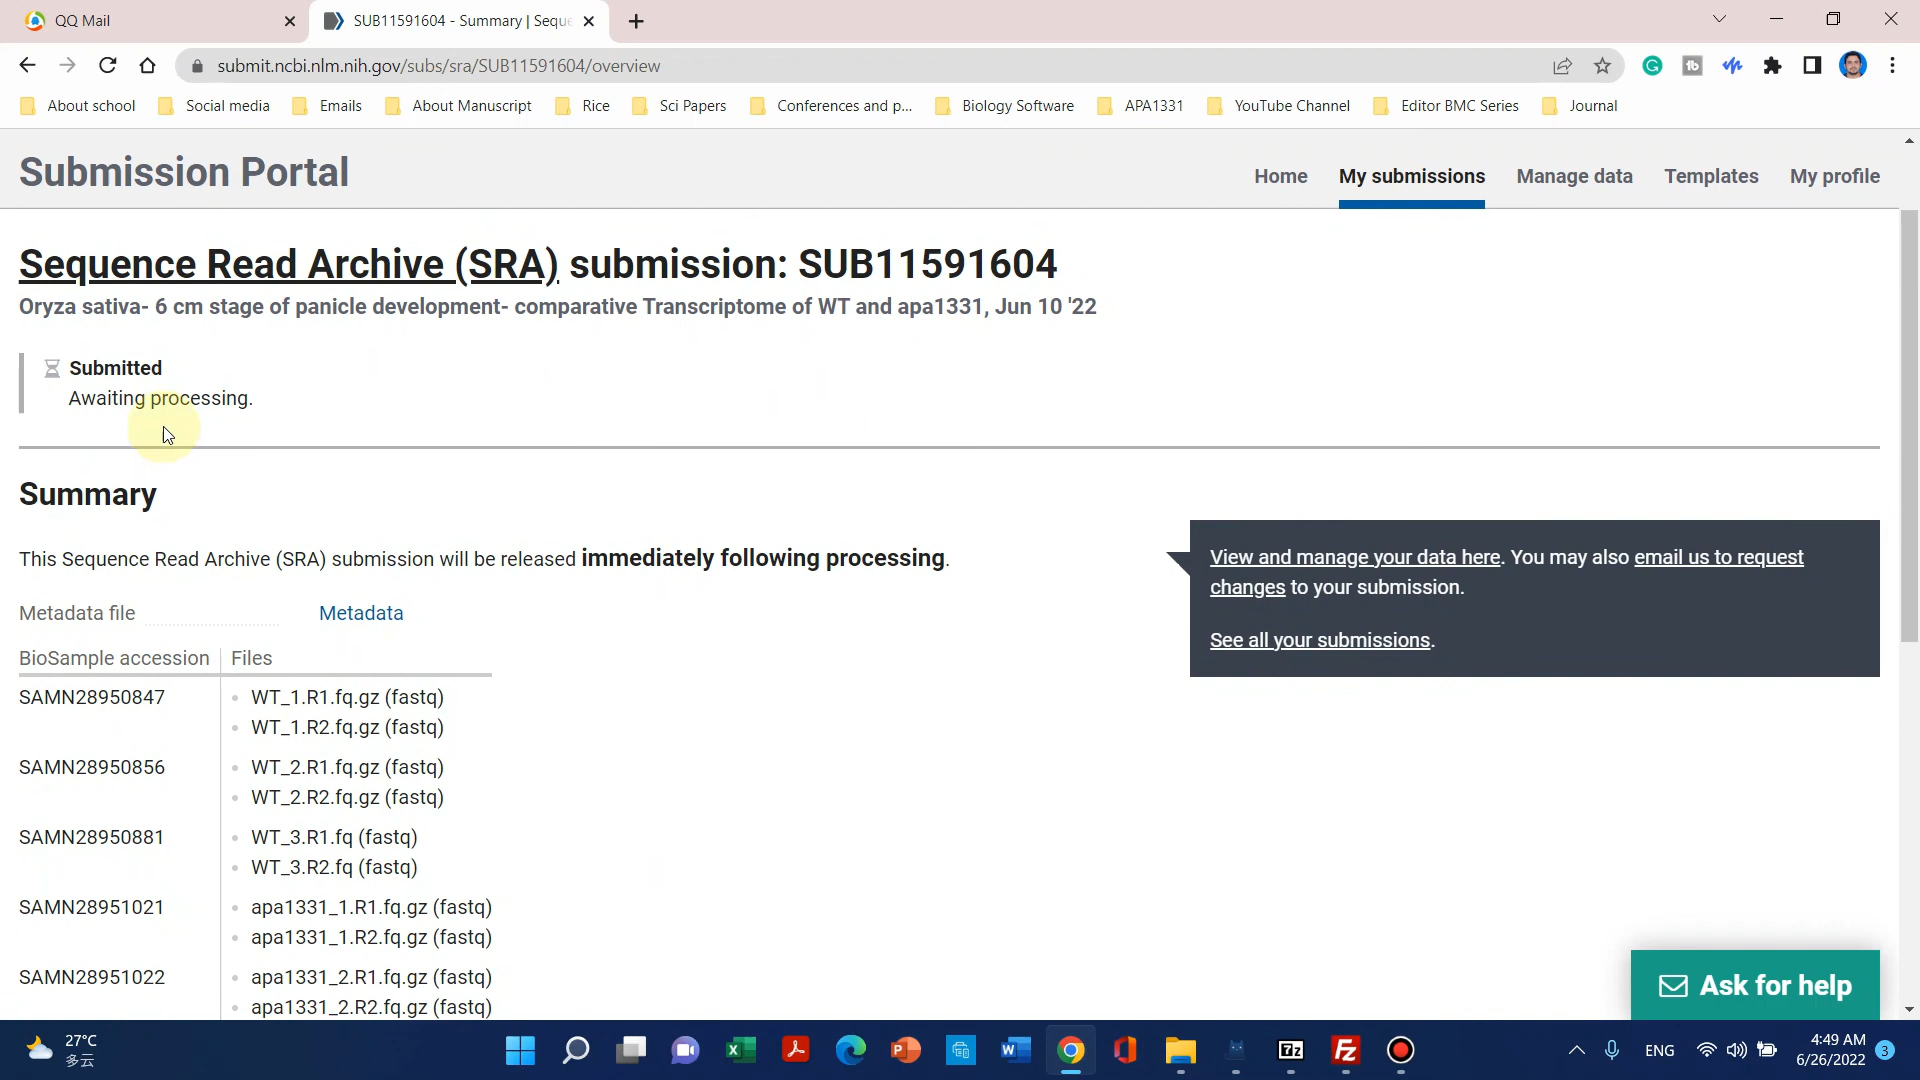 QQ Mail
SUB11591604 - Summary | Seque
submit.ncbi.nlm.nih.gov/subs/sra/SUB11591604/overview
About school Social media Emails About Manuscript Rice Sci Papers Conferences and p... Biology Software APA1331 YouTube Channel Editor BMC Series Journal
Submission Portal
Home My submissions Manage data Templates My profile
Sequence Read Archive (SRA) submission: SUB11591604
Oryza sativa- 6 cm stage of panicle development- comparative Transcriptome of WT and apa1331, Jun 10 '22
Submitted
Awaiting processing.
Summary
This Sequence Read Archive (SRA) submission will be released immediately following processing.
View and manage your data here. You may also email us to request
changes to your submission.
See all your submissions.
Metadata file Metadata
BioSample accession Files
SAMN28950847 WT_1.R1.fq.gz (fastq)
WT_1.R2.fq.gz (fastq)
SAMN28950856 WT_2.R1.fq.gz (fastq)
WT_2.R2.fq.gz (fastq)
SAMN28950881 WT_3.R1.fq (fastq)
WT_3.R2.fq (fastq)
SAMN28951021 apa1331_1.R1.fq.gz (fastq)
apa1331_1.R2.fq.gz (fastq)
SAMN28951022 apa1331_2.R1.fq.gz (fastq)
apa1331_2.R2.fq.gz (fastq)
Ask for help
27°C
多云
ENG
4:49 AM
6/26/2022
3